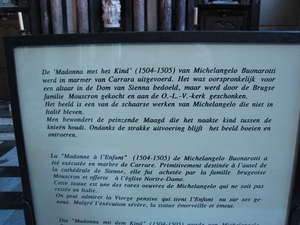 De 'Madonna met het Kind' (1504-1505) van Michelangelo Buonarotti
werd in marmer van Carrara uitgevoerd. Het was oorspronkelijk voor
een altaar in de Dom van Sienna bedoeld, maar werd door de Brugse
familie Mouscron gekocht en aan de O.-L.-V.-kerk geschonken.
Het beeld is een van de schaarse werken van Michelangelo die niet in
Italië bleven.
Men bewondert de peinzende Maagd die het naakte kind tussen de
knieën houdt. Ondanks de strakke uitvoering blijft het beeld boeien en
ontroeren.
La "Madonne à l'Enfant" (1504-1505) de Michelangelo Buonarotti a
été exécutée en marbre de Carrare. Primitivement destinée à l'autel de
la cathédrale de Sienne, elle fut achetée par la famille brugeoise
Mouscron et offerte à l'église Nortre-Dame.
Cette statue est une des rares oeuvres de Michelangelo qui ne soit pas
restée en Italie.
On peut admirer la Vierge pensive qui tient l'Enfant nu sur ses ge-
noux. Malgré l'exécution sévère, la statue émerveille et émeut.
Die "Madonna mit dem Kind" (1504-1505) wurde von Michelangelo